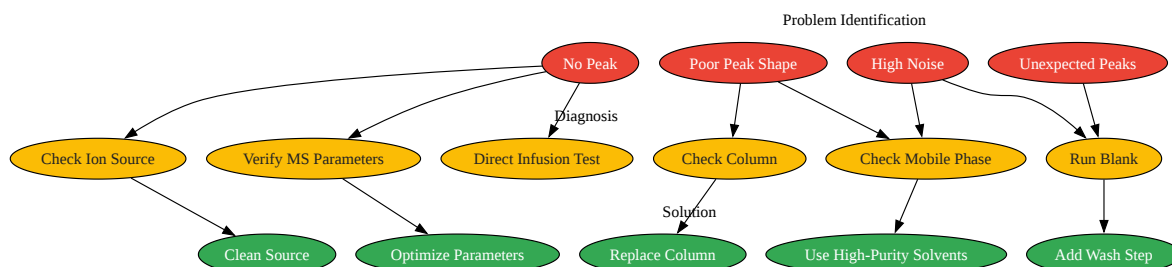 Problem Identification
No Peak
Poor Peak Shape
High Noise
Unexpected Peaks
Diagnosis
Check Ion Source
Verify MS Parameters
Direct Infusion Test
Check Column
Check Mobile Phase
Run Blank
Solution
Clean Source
Optimize Parameters
Replace Column
Use High-Purity Solvents
Add Wash Step